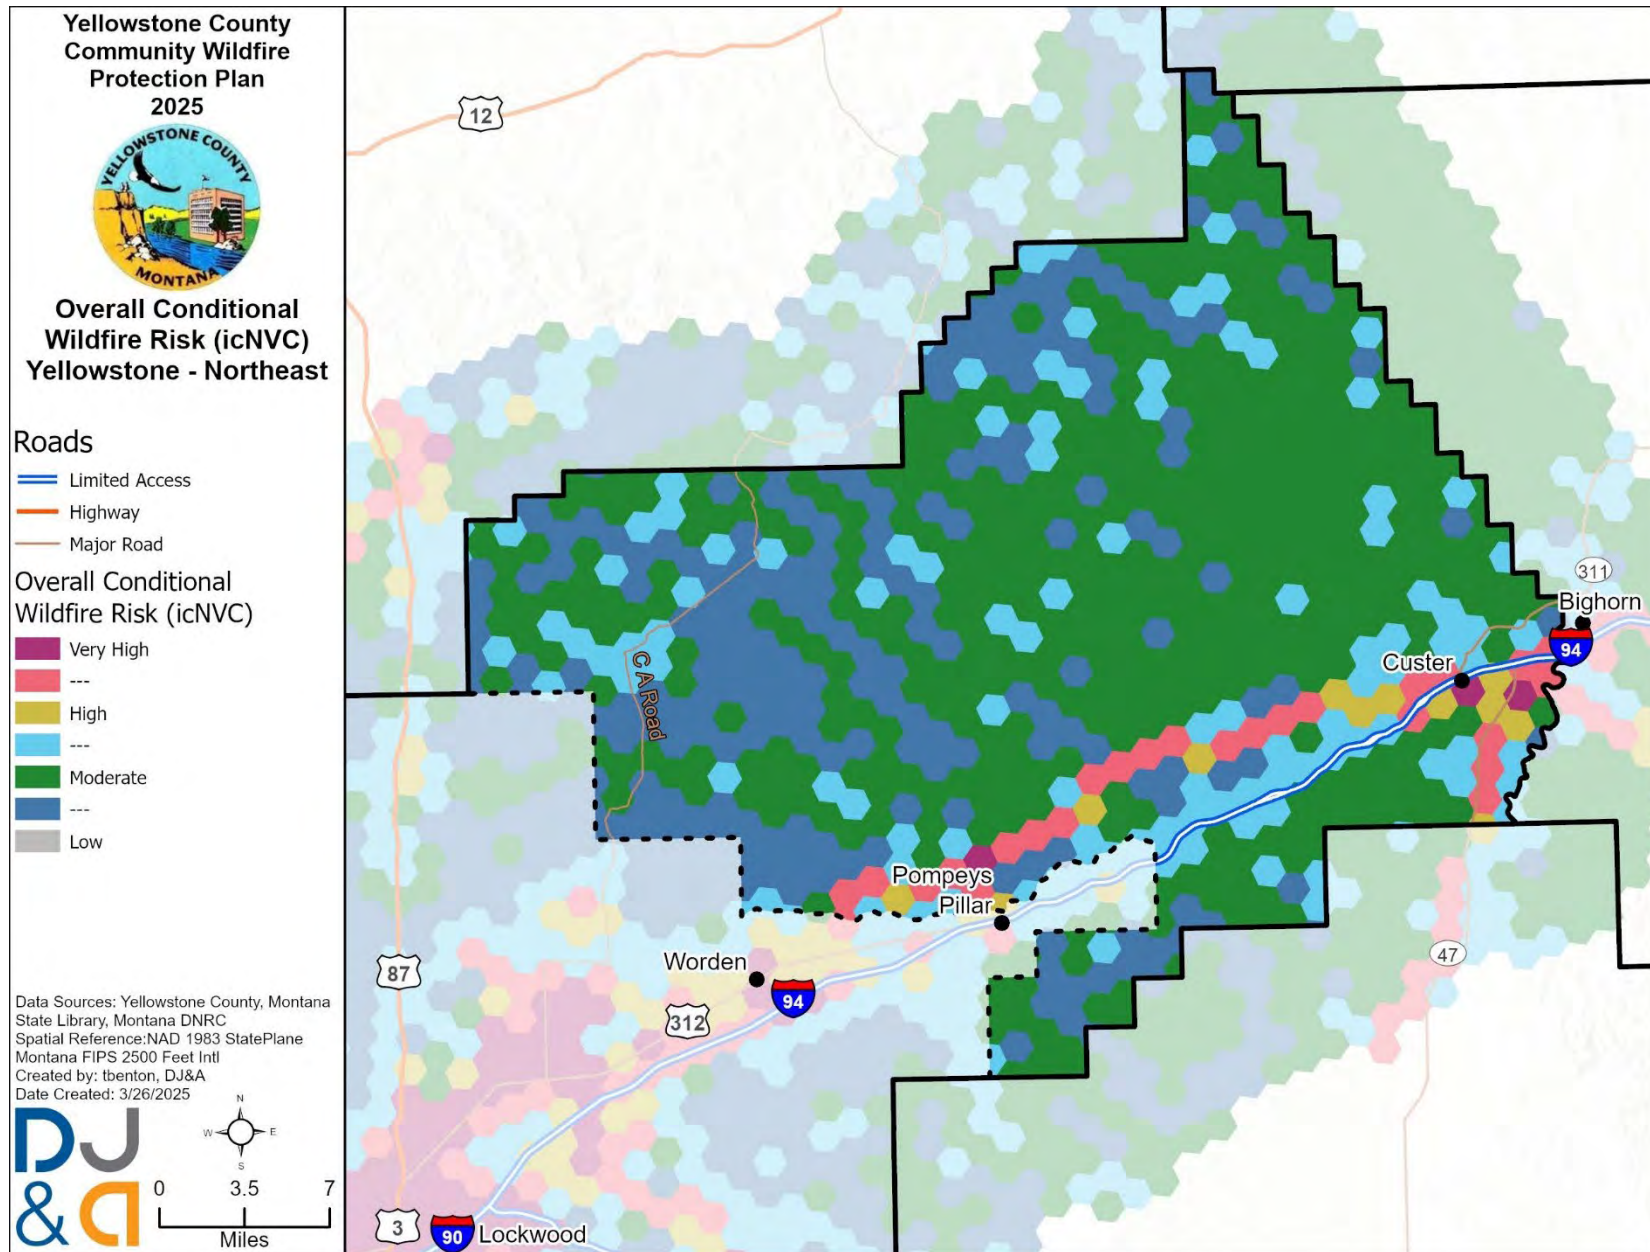 Yellowstone County
Community Wildfire
Protection Plan
2025
YELLOWSTONE COUNTY
MONTANA
Overall Conditional
Wildfire Risk (icNVC)
Yellowstone - Northeast
Roads
Limited Access
Highway
Major Road
Overall Conditional
Wildfire Risk (icNVC)
Very High
---
High
---
Moderate
---
Low
Data Sources: Yellowstone County, Montana
State Library, Montana DNRC
Spatial Reference:NAD 1983 StatePlane
Montana FIPS 2500 Feet Intl
Created by: tbenton, DJ&A
Date Created: 3/26/2025
DJ
&a
N
W
E
S
0 3.5 7
Miles
12
311
Bighorn
94
Custer
C A Road
Pompeys
Pillar
Worden
87
94
312
47
3
90
Lockwood